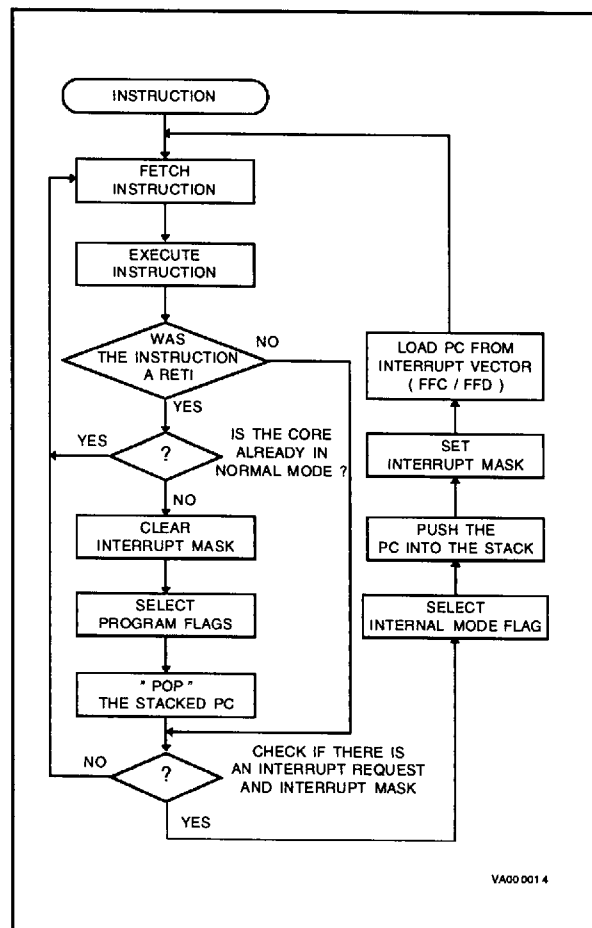 INSTRUCTION
FETCH
INSTRUCTION
EXECUTE
INSTRUCTION
WAS
THE INSTRUCTION
A RETI
NO
YES
YES
?
IS THE CORE
ALREADY IN
NORMAL MODE ?
NO
CLEAR
INTERRUPT MASK
SELECT
PROGRAM FLAGS
" POP "
THE STACKED PC
NO
?
CHECK IF THERE IS
AN INTERRUPT REQUEST
AND INTERRUPT MASK
YES
LOAD PC FROM
INTERRUPT VECTOR
( FFC / FFD )
SET
INTERRUPT MASK
PUSH THE
PC INTO THE STACK
SELECT
INTERNAL MODE FLAG
VA000014